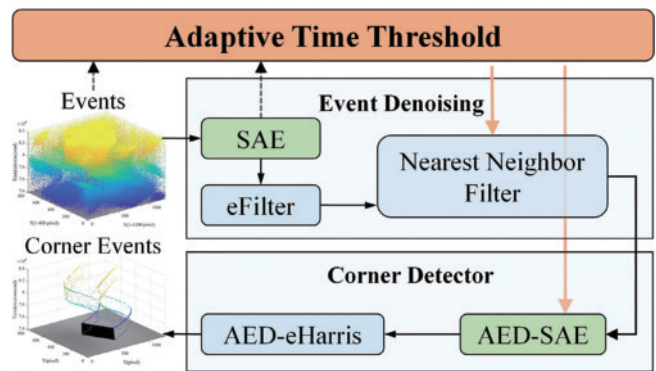 Adaptive Time Threshold
Events
Event Denoising
SAE
Nearest Neighbor
Filter
eFilter
Corner Events
Corner Detector
AED-eHarris
AED-SAE